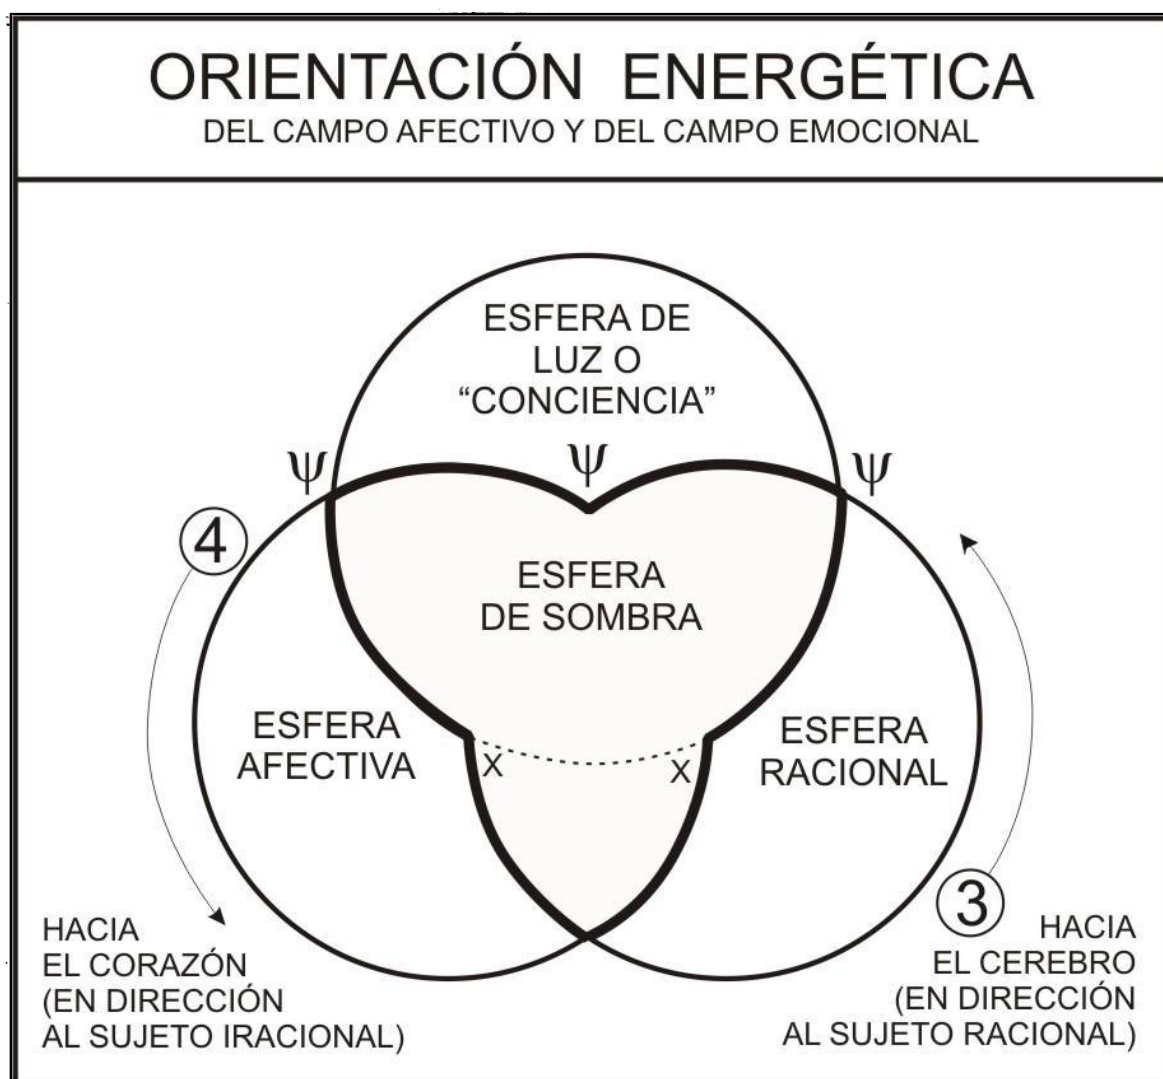 ORIENTACIÓN ENERGÉTICA
DEL CAMPO AFECTIVO Y DEL CAMPO EMOCIONAL
ESFERA DE
LUZ O
“CONCIENCIA”
ψ ψ ψ
4
ESFERA
DE SOMBRA
ESFERA
AFECTIVA
ESFERA
RACIONAL
X X
3
HACIA
EL CORAZÓN
(EN DIRECCIÓN
AL SUJETO IRACIONAL)
HACIA
EL CEREBRO
(EN DIRECCIÓN
AL SUJETO RACIONAL)